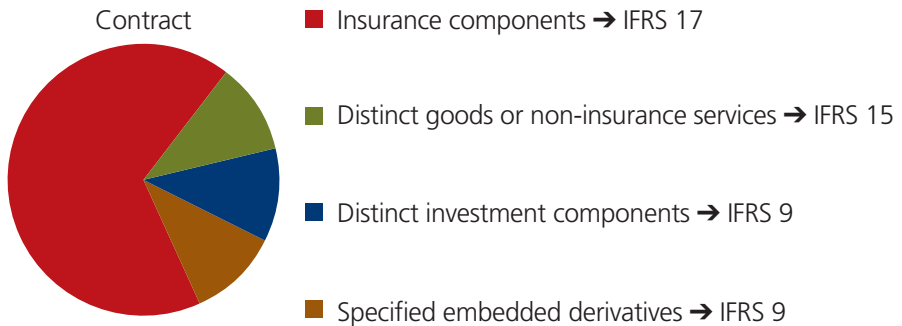 Contract
Insurance components ➔ IFRS 17
Distinct goods or non-insurance services ➔ IFRS 15
Distinct investment components ➔ IFRS 9
Specified embedded derivatives ➔ IFRS 9